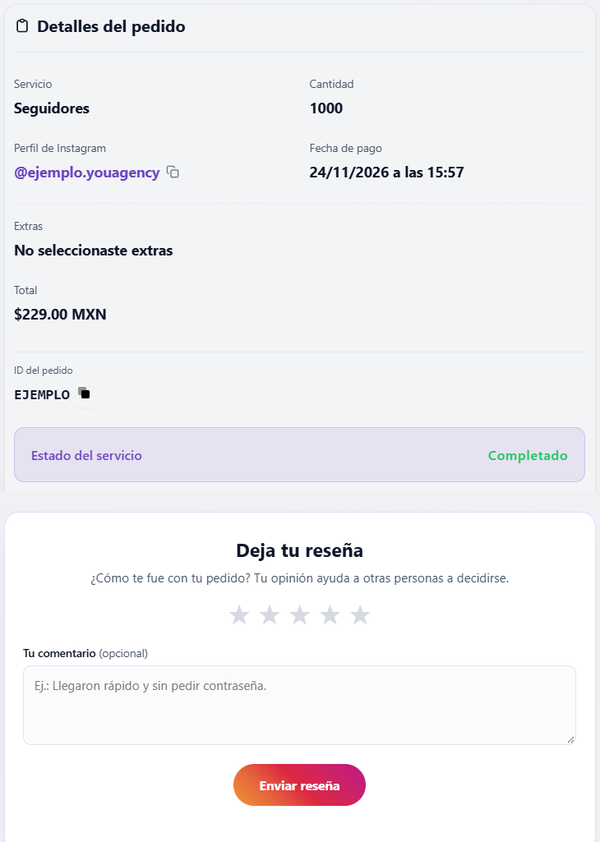 Detalles del pedido
Servicio
Seguidores
Cantidad
1000
Perfil de Instagram
@ejemplo.youagency
Fecha de pago
24/11/2026 a las 15:57
Extras
No seleccionaste extras
Total
$229.00 MXN
ID del pedido
EJEMPLO
Estado del servicio
Completado
Deja tu reseña
¿Cómo te fue con tu pedido? Tu opinión ayuda a otras personas a decidirse.
Tu comentario (opcional)
Ej.: Llegaron rápido y sin pedir contraseña.
Enviar reseña